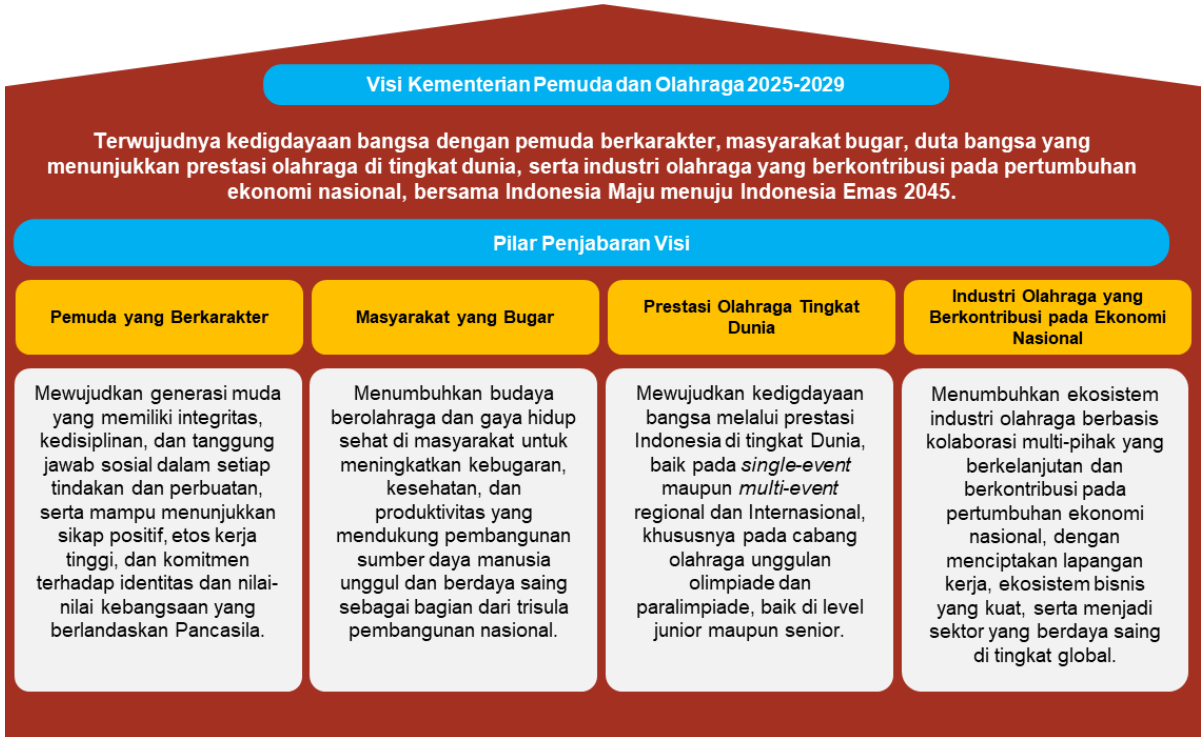 Visi Kementerian Pemuda dan Olahraga 2025-2029
Terwujudnya kedigdayaan bangsa dengan pemuda berkarakter, masyarakat bugar, duta bangsa yang
menunjukkan prestasi olahraga di tingkat dunia, serta industri olahraga yang berkontribusi pada pertumbuhan
ekonomi nasional, bersama Indonesia Maju menuju Indonesia Emas 2045.
Pilar Penjabaran Visi
Pemuda yang Berkarakter
Mewujudkan generasi muda
yang memiliki integritas,
kedisiplinan, dan tanggung
jawab sosial dalam setiap
tindakan dan perbuatan,
serta mampu menunjukkan
sikap positif, etos kerja
tinggi, dan komitmen
terhadap identitas dan nilai-
nilai kebangsaan yang
berlandaskan Pancasila.
Masyarakat yang Bugar
Menumbuhkan budaya
berolahraga dan gaya hidup
sehat di masyarakat untuk
meningkatkan kebugaran,
kesehatan, dan
produktivitas yang
mendukung pembangunan
sumber daya manusia
unggul dan berdaya saing
sebagai bagian dari trisula
pembangunan nasional.
Prestasi Olahraga Tingkat
Dunia
Mewujudkan kedigdayaan
bangsa melalui prestasi
Indonesia di tingkat Dunia,
baik pada single-event
maupun multi-event
regional dan Internasional,
khususnya pada cabang
olahraga unggulan
olimpiade dan
paralimpiade, baik di level
junior maupun senior.
Industri Olahraga yang
Berkontribusi pada Ekonomi
Nasional
Menumbuhkan ekosistem
industri olahraga berbasis
kolaborasi multi-pihak yang
berkelanjutan dan
berkontribusi pada
pertumbuhan ekonomi
nasional, dengan
menciptakan lapangan
kerja, ekosistem bisnis
yang kuat, serta menjadi
sektor yang berdaya saing
di tingkat global.